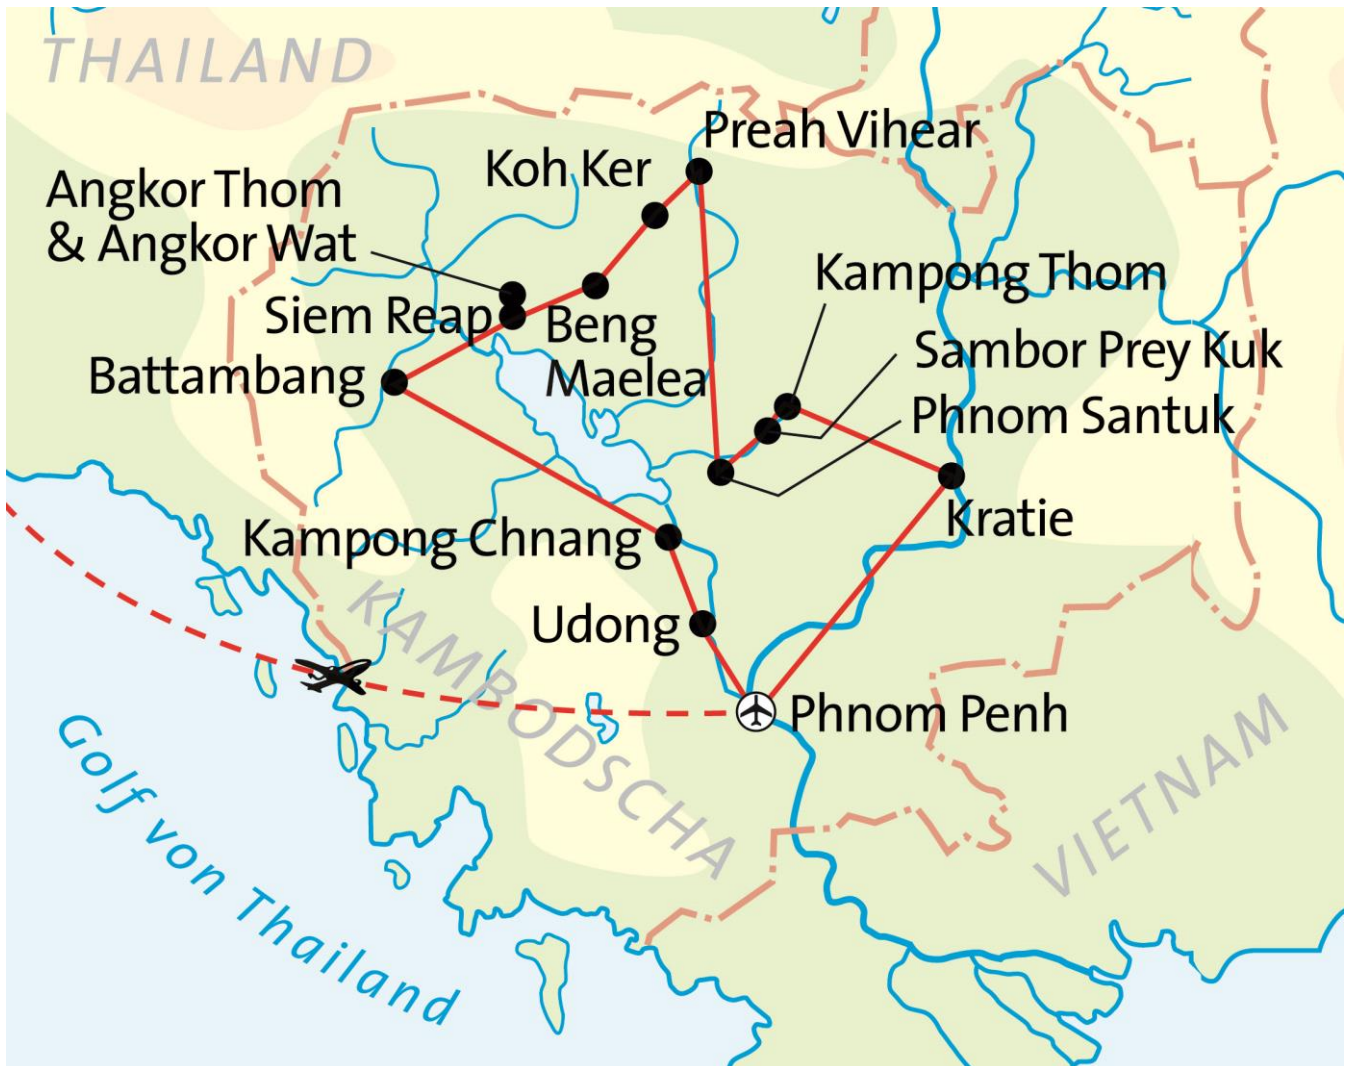 THAILAND
Preah Vihear
Koh Ker
Angkor Thom
& Angkor Wat
Kampong Thom
Siem Reap
Beng
Maelea
Sambor Prey Kuk
Battambang
Phnom Santuk
Kratie
Kampong Chnang
Udong
KAMBODSCHA
Phnom Penh
VIETNAM
Golf von Thailand